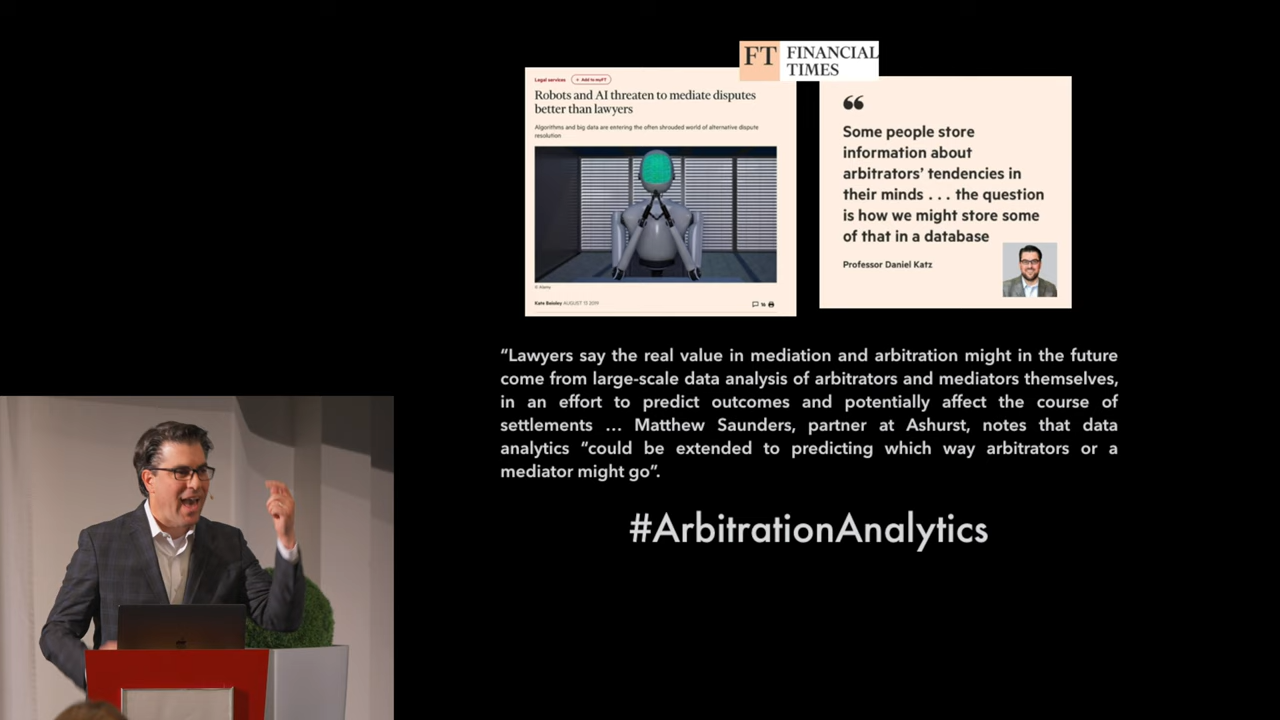 FT FINANCIAL
TIMES
Legal services + Add to myFT
Robots and AI threaten to mediate disputes
better than lawyers
Algorithms and big data are entering the often shrouded world of alternative dispute
resolution
© Alamy
Kate Beioley AUGUST 15 2019
“
Some people store
information about
arbitrators’ tendencies in
their minds . . . the question
is how we might store some
of that in a database
Professor Daniel Katz
“Lawyers say the real value in mediation and arbitration might in the future
come from large-scale data analysis of arbitrators and mediators themselves,
in an effort to predict outcomes and potentially affect the course of
settlements … Matthew Saunders, partner at Ashurst, notes that data
analytics “could be extended to predicting which way arbitrators or a
mediator might go”.
#ArbitrationAnalytics